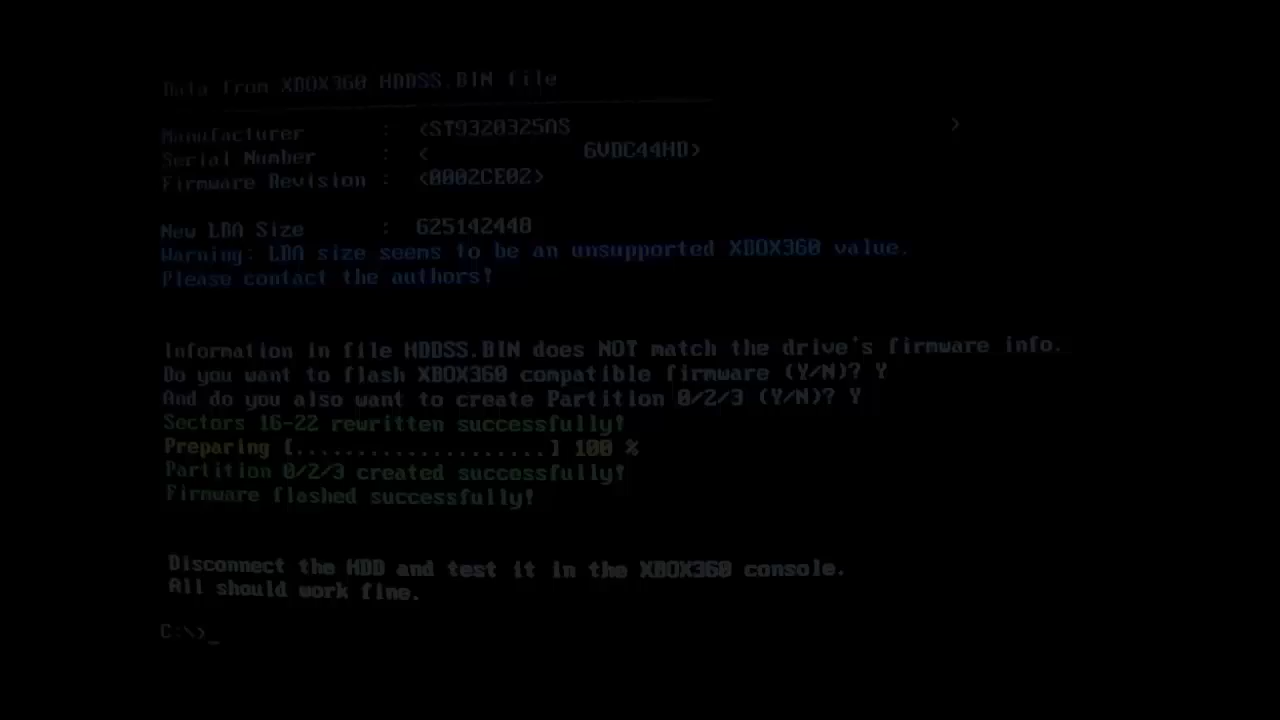 Data from XBOX360 HDDSS.BIN file
Manufacturer : <ST9320325AS >
Serial Number : < 6VDC44HD>
Firmware Revision : <0002CE02>
New LBA Size : 625142448
Warning: LBA size seems to be an unsupported XBOX360 value.
Please contact the authors!
Information in file HDDSS.BIN does NOT match the drive's firmware info.
Do you want to flash XBOX360 compatible firmware (Y/N)? Y
And do you also want to create Partition 0/2/3 (Y/N)? Y
Sectors 16-22 rewritten successfully!
Preparing [....................] 100 %
Partition 0/2/3 created successfully!
Firmware flashed successfully!
Disconnect the HDD and test it in the XBOX360 console.
All should work fine.
C:\>_